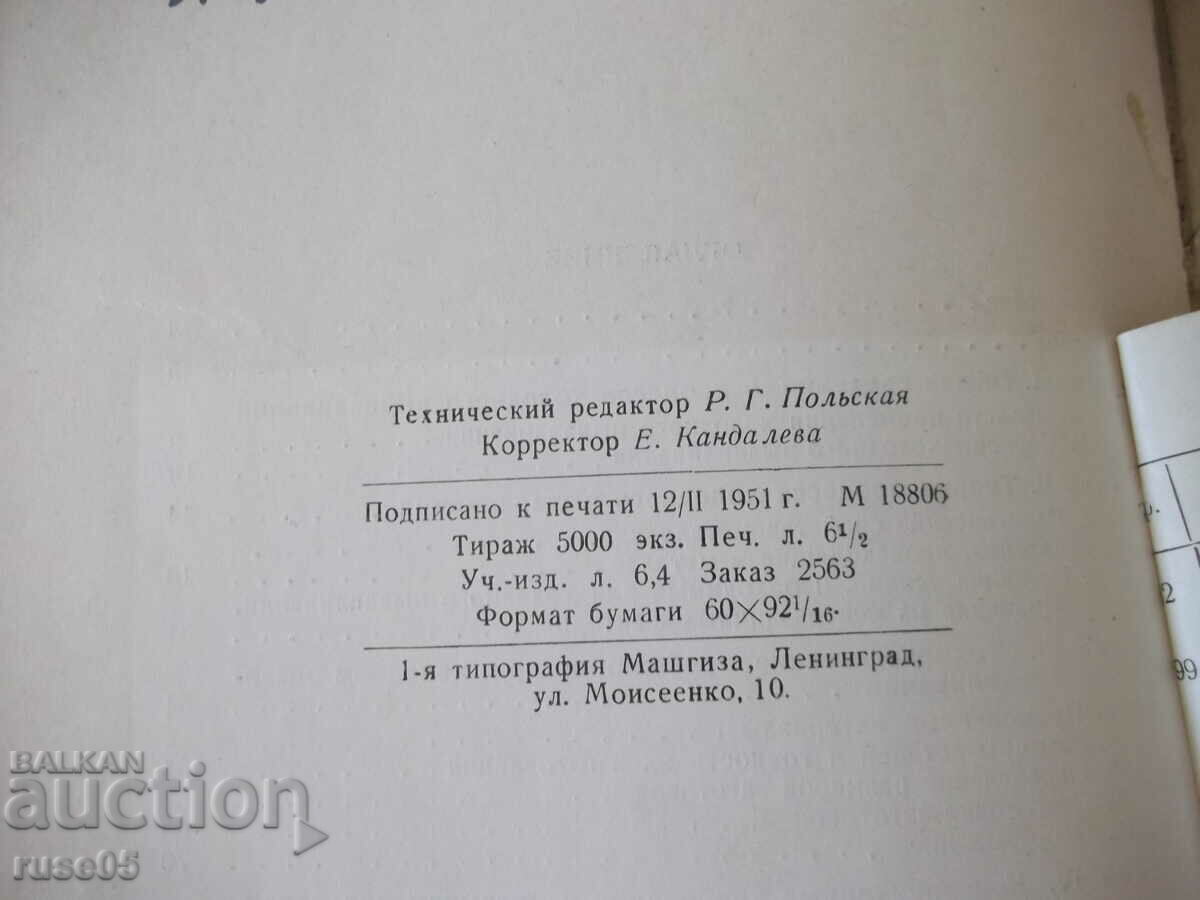 Технический редактор Р. Г. Польская
Корректор Е. Кандалева
Подписано к печати 12/II 1951 г. М 18806
Тираж 5000 экз. Печ. л. 6½
Уч.-изд. л. 6,4 Заказ 2563
Формат бумаги 60×92¹/₁₆.
1-я типография Машгиза, Ленинград,
ул. Моисеенко, 10.
р.
2
99
BALKAN
auction
ruse05